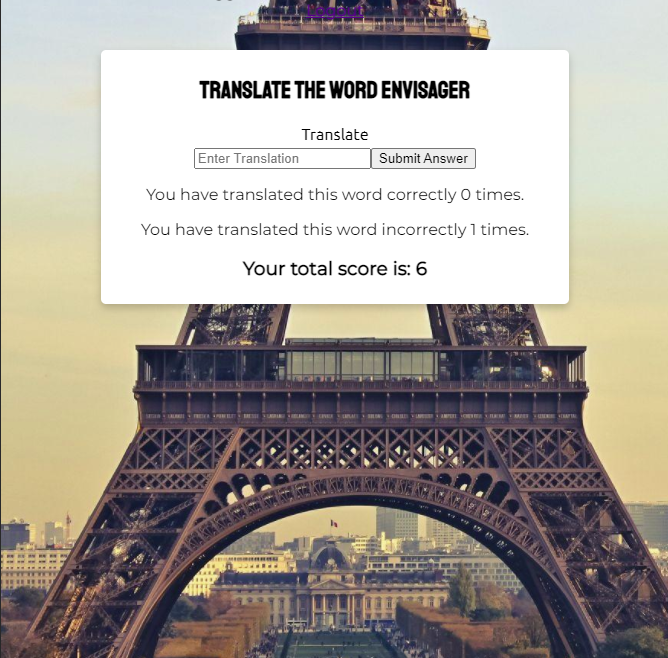 Logout
TRANSLATE THE WORD ENVISAGER
Translate
Enter Translation Submit Answer
You have translated this word correctly 0 times.
You have translated this word incorrectly 1 times.
Your total score is: 6